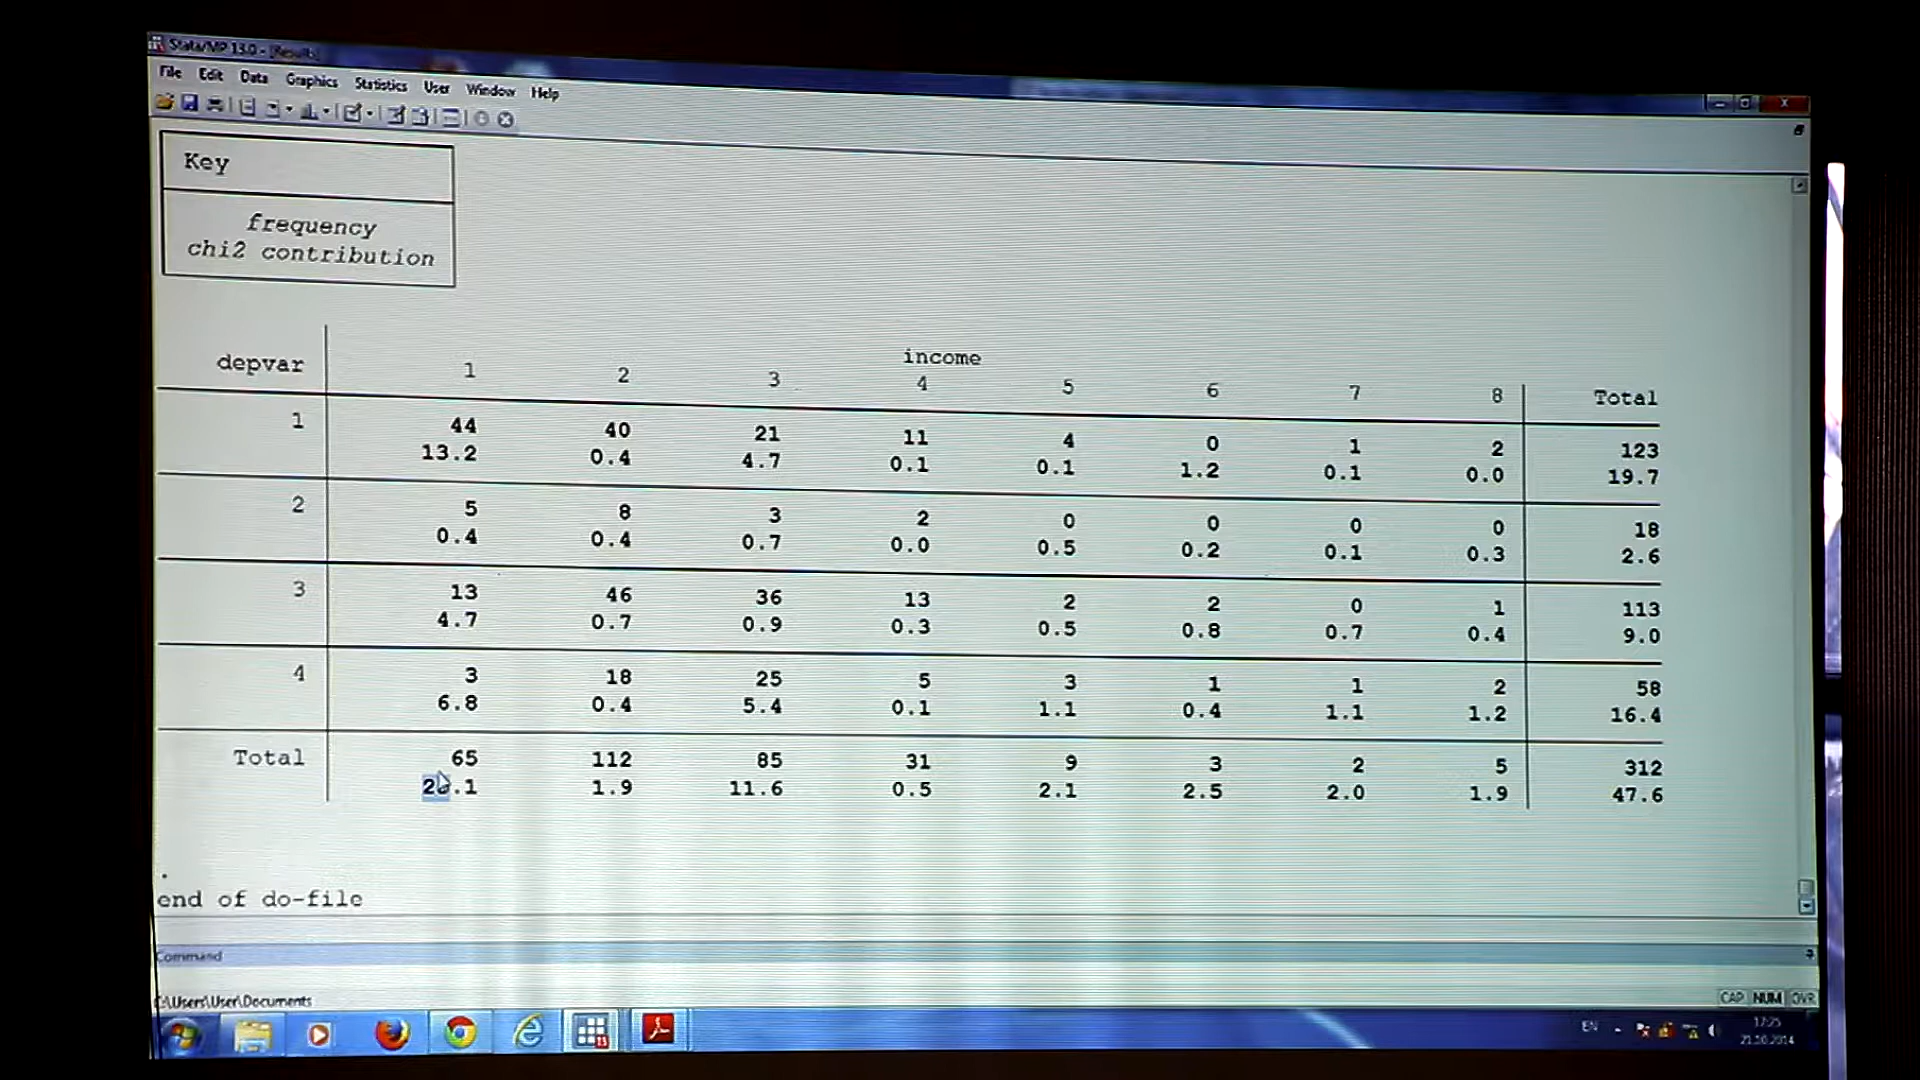 Stata/MP 13.0 - [Results]
File Edit Data Graphics Statistics User Window Help
Key
frequency
chi2 contribution
income
depvar 1 2 3 4 5 6 7 8 Total
1 44 40 21 11 4 0 1 2 123
13.2 0.4 4.7 0.1 0.1 1.2 0.1 0.0 19.7
2 5 8 3 2 0 0 0 0 18
0.4 0.4 0.7 0.0 0.5 0.2 0.1 0.3 2.6
3 13 46 36 13 2 2 0 1 113
4.7 0.7 0.9 0.3 0.5 0.8 0.7 0.4 9.0
4 3 18 25 5 3 1 1 2 58
6.8 0.4 5.4 0.1 1.1 0.4 1.1 1.2 16.4
Total 65 112 85 31 9 3 2 5 312
1.9 11.6 0.5 2.1 2.5 2.0 1.9 47.6
.
end of do-file
Command
C:\Users\User\Documents
CAP NUM OVR
EN 17:25
21.10.2014